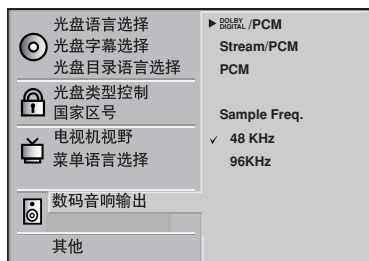 光盘语言选择
光盘字幕选择
光盘目录语言选择
光盘类型控制
国家区号
电视机视野
菜单语言选择
数码音响输出
其他
▶ DOLBY DIGITAL /PCM
Stream/PCM
PCM
Sample Freq.
✓ 48 KHz
96KHz